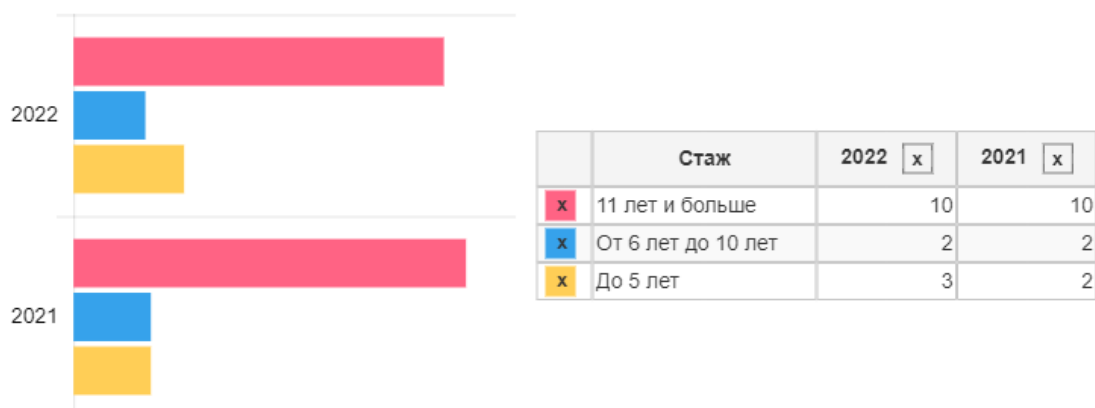 2022
2021
Стаж 2022 x 2021 x
x 11 лет и больше 10 10
x От 6 лет до 10 лет 2 2
x До 5 лет 3 2